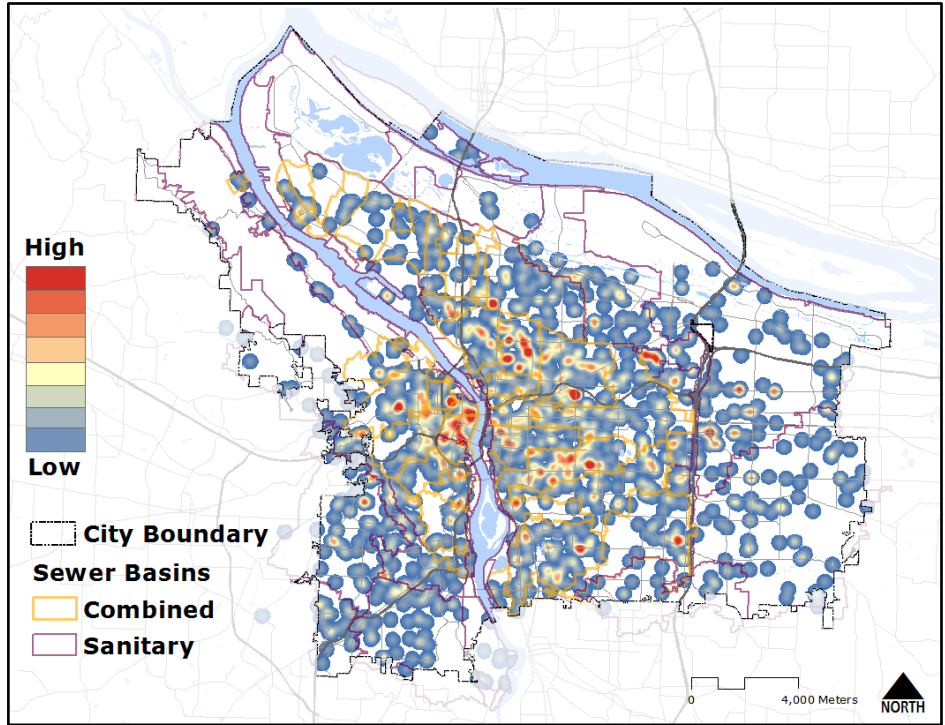 High
Low
City Boundary
Sewer Basins
Combined
Sanitary
0 4,000 Meters
NORTH